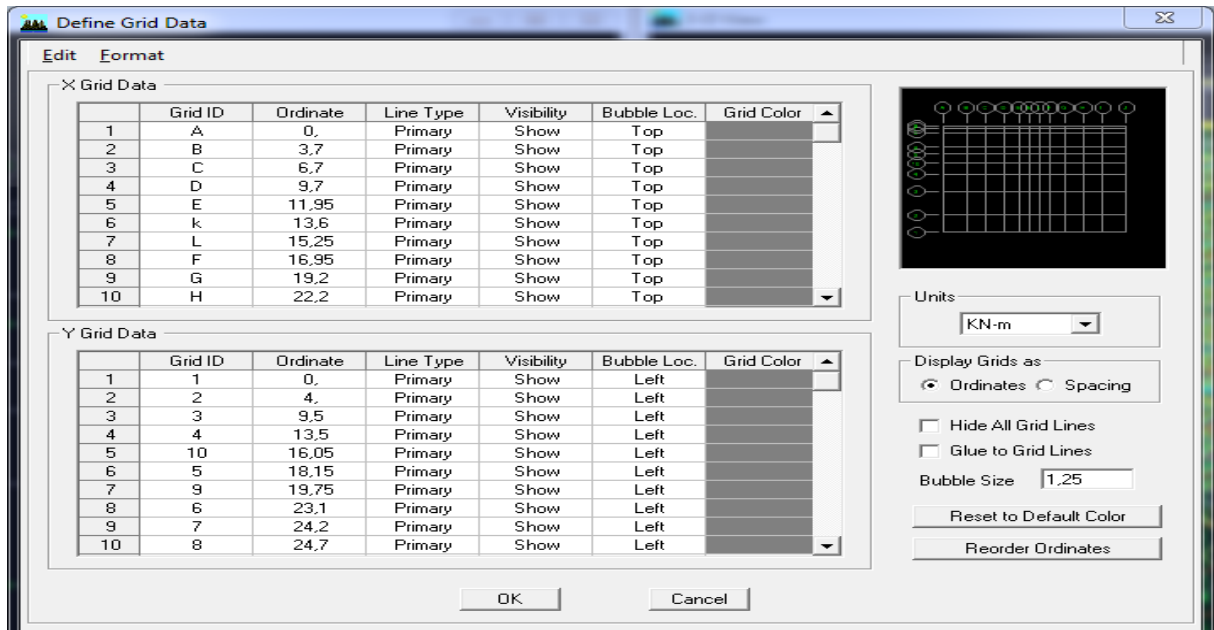 Define Grid Data
Edit Format
X Grid Data
Grid ID Ordinate Line Type Visibility Bubble Loc. Grid Color
1 A 0, Primary Show Top
2 B 3,7 Primary Show Top
3 C 6,7 Primary Show Top
4 D 9,7 Primary Show Top
5 E 11,95 Primary Show Top
6 k 13,6 Primary Show Top
7 L 15,25 Primary Show Top
8 F 16,95 Primary Show Top
9 G 19,2 Primary Show Top
10 H 22,2 Primary Show Top
Y Grid Data
Grid ID Ordinate Line Type Visibility Bubble Loc. Grid Color
1 1 0, Primary Show Left
2 2 4, Primary Show Left
3 3 9,5 Primary Show Left
4 4 13,5 Primary Show Left
5 10 16,05 Primary Show Left
6 5 18,15 Primary Show Left
7 9 19,75 Primary Show Left
8 6 23,1 Primary Show Left
9 7 24,2 Primary Show Left
10 8 24,7 Primary Show Left
Units
KN-m
Display Grids as
Ordinates Spacing
Hide All Grid Lines
Glue to Grid Lines
Bubble Size 1,25
Reset to Default Color
Reorder Ordinates
OK Cancel